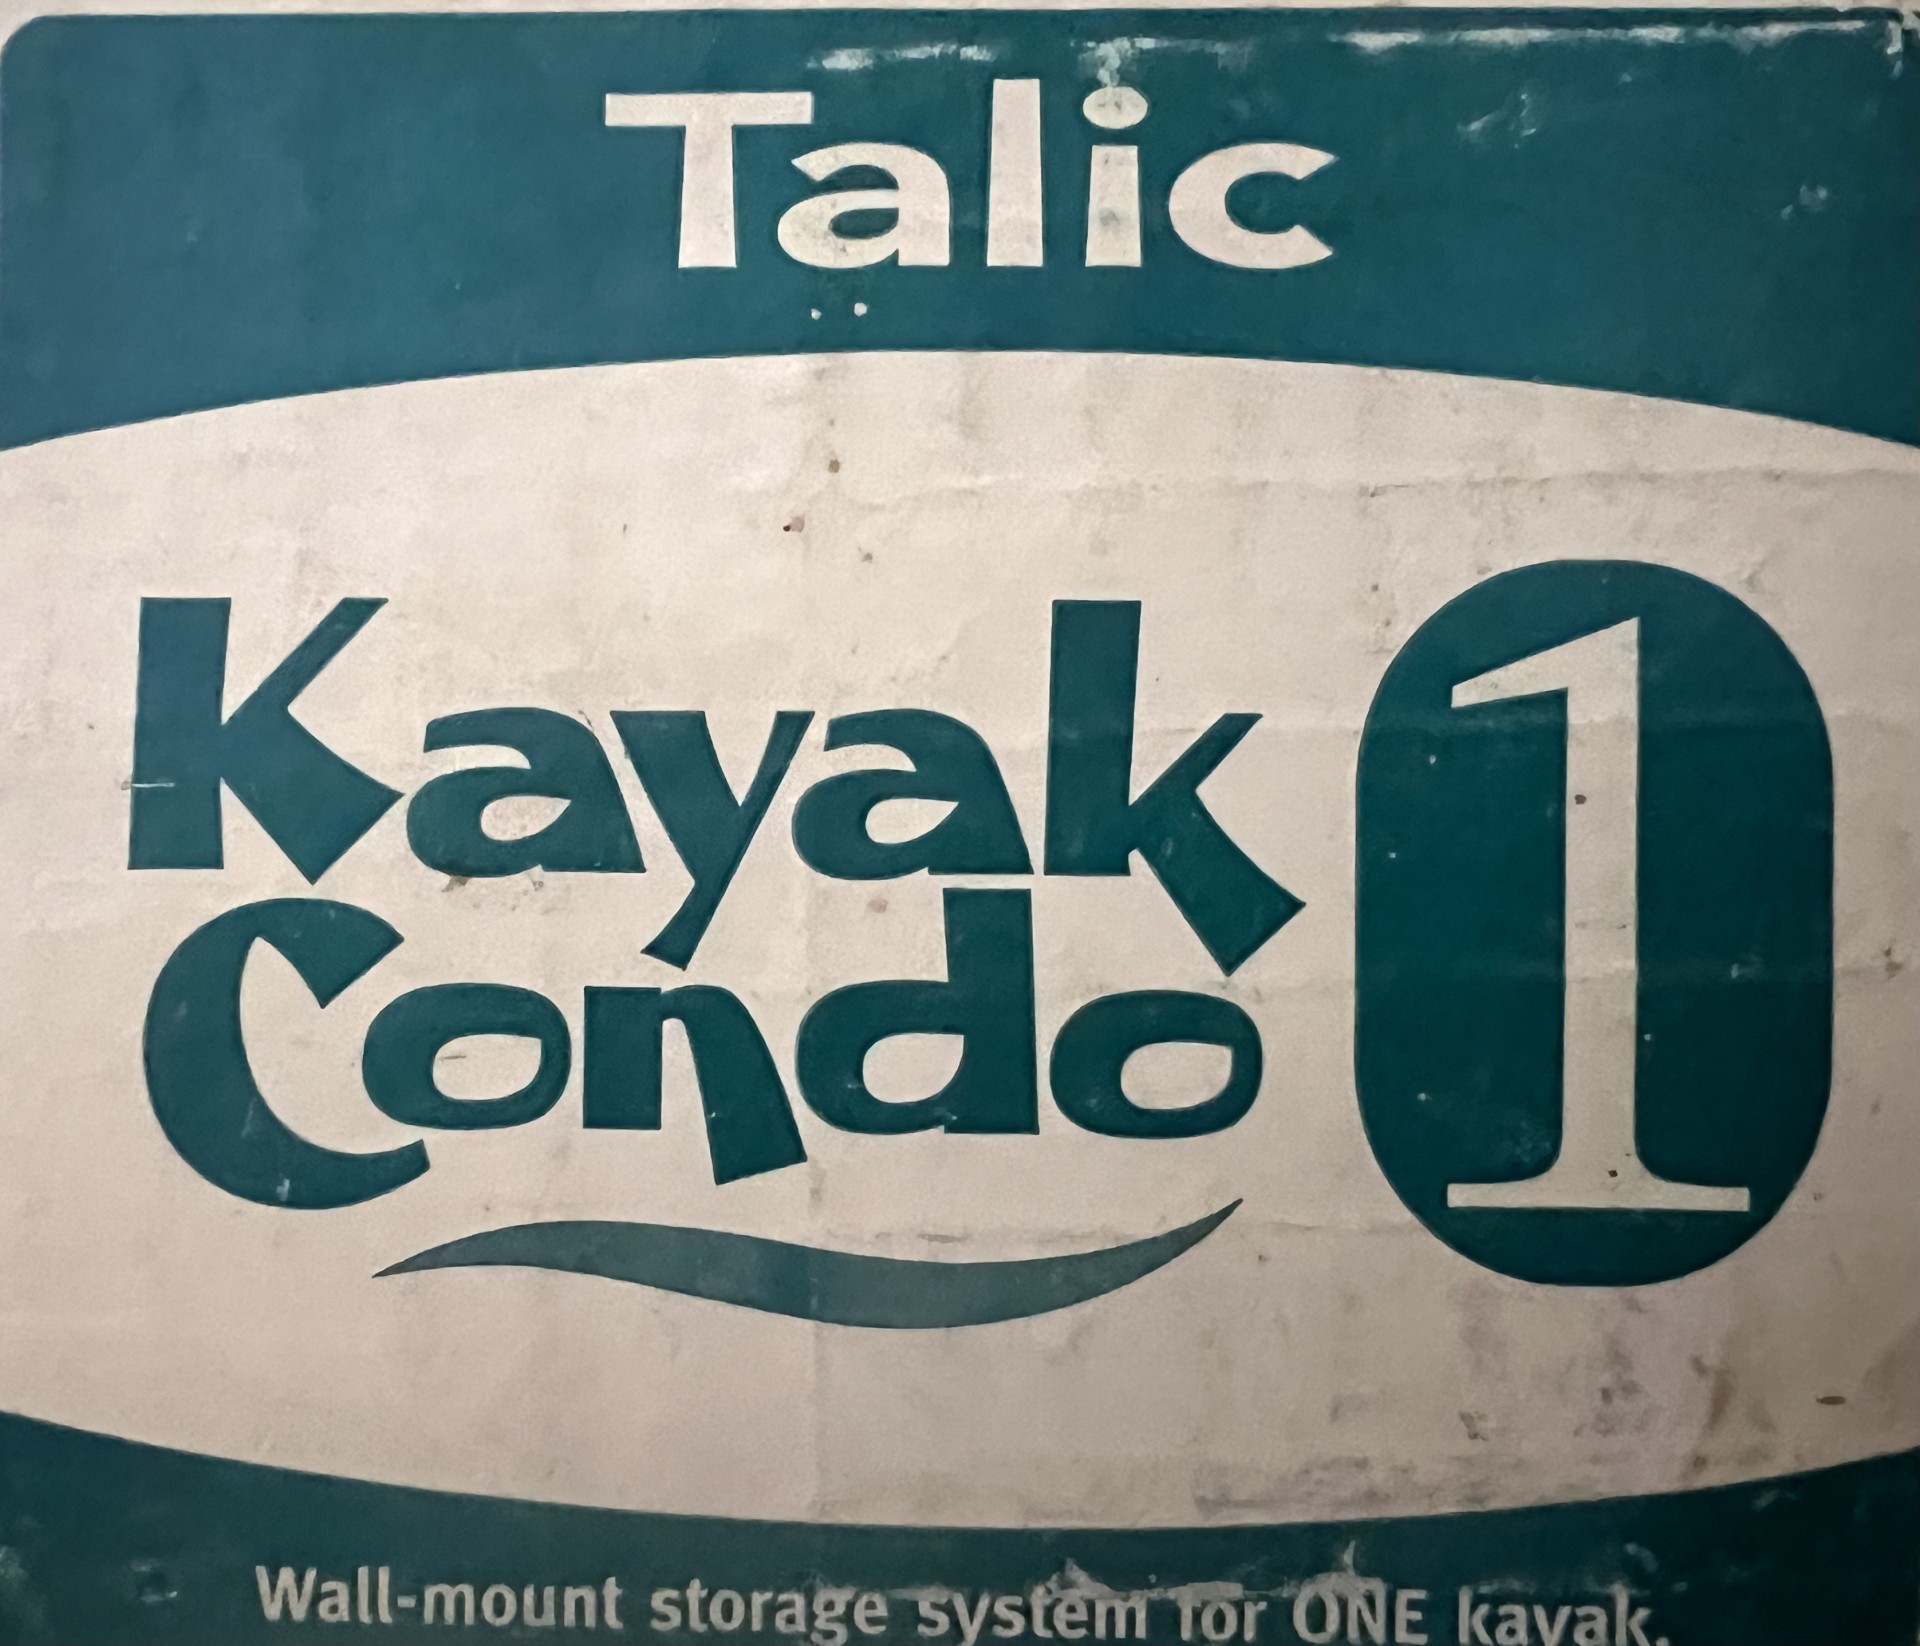 Talic
Kayak
Condo
1
Wall-mount storage system for ONE kayak.